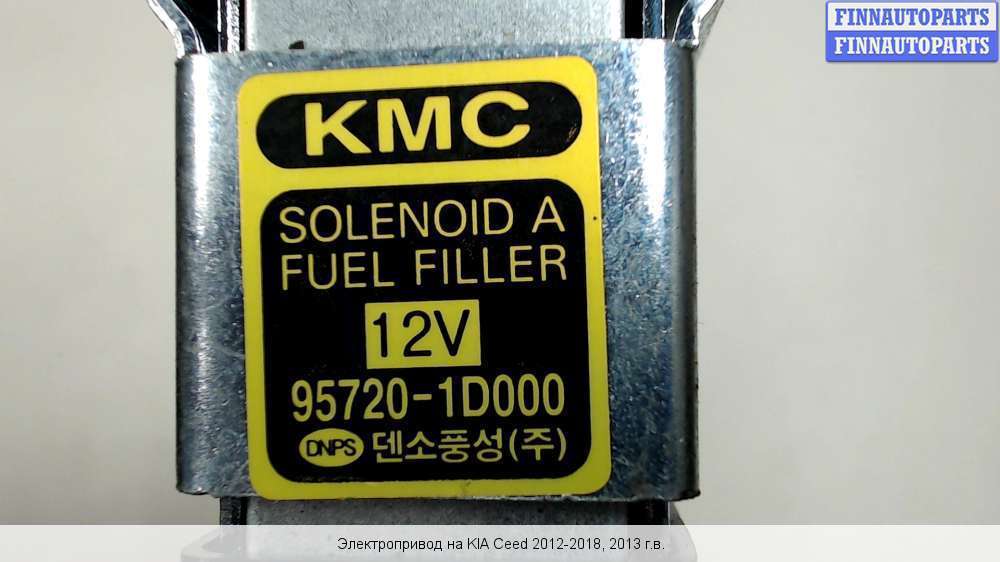 FINNAUTOPARTS
FINNAUTOPARTS
KMC
SOLENOID A
FUEL FILLER
12V
95720-1D000
DNPS 덴소풍성(주)
Электропривод на KIA Ceed 2012-2018, 2013 г.в.